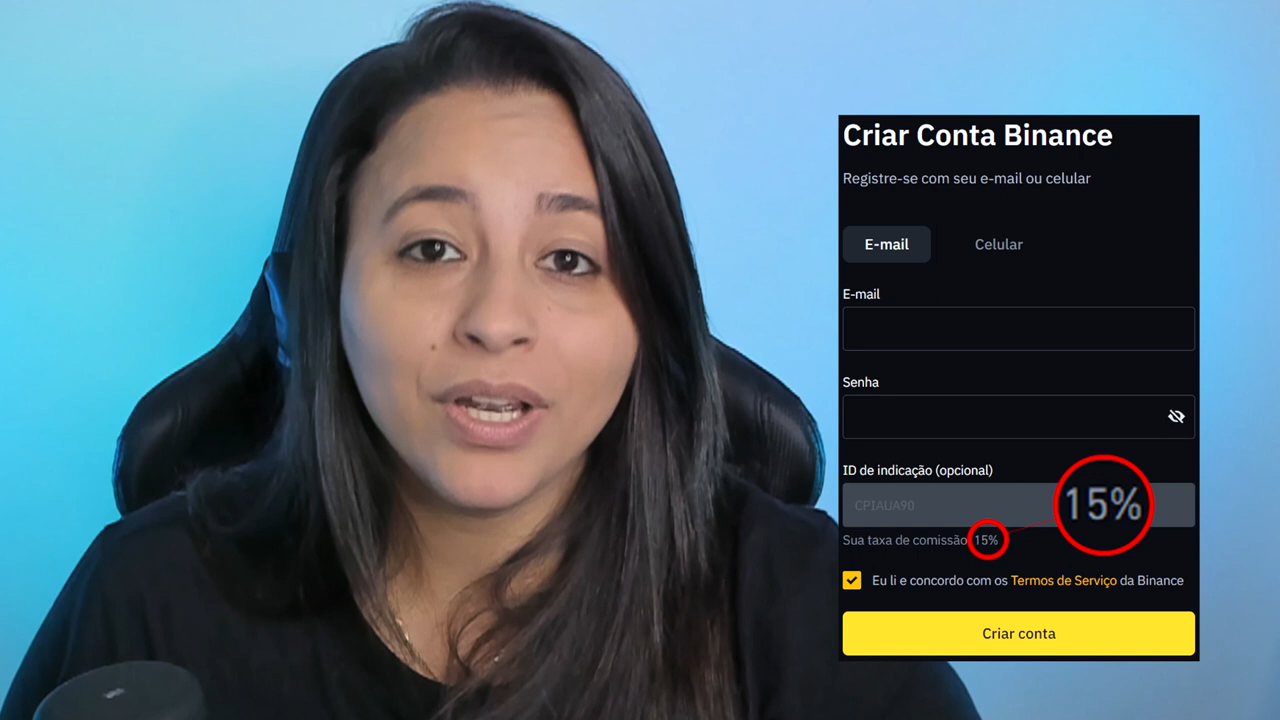 Criar Conta Binance
Registre-se com seu e-mail ou celular
E-mail
Celular
E-mail
Senha
ID de indicação (opcional)
CPIAUA90
15%
Sua taxa de comissão 15%
Eu li e concordo com os Termos de Serviço da Binance
Criar conta